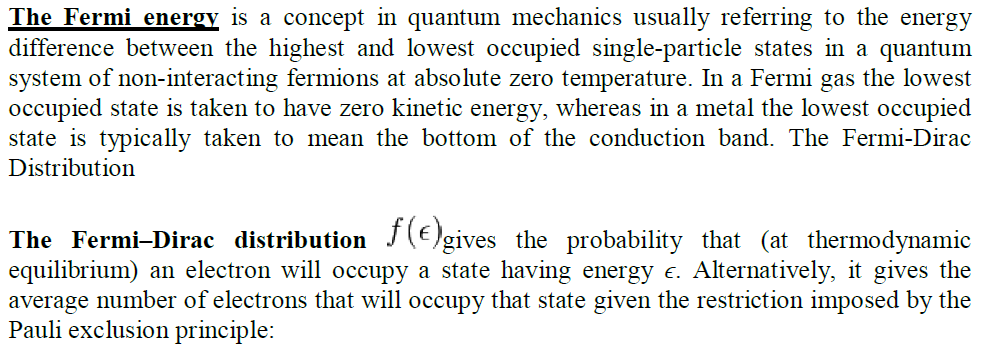 The Fermi energy is a concept in quantum mechanics usually referring to the energy
difference between the highest and lowest occupied single-particle states in a quantum
system of non-interacting fermions at absolute zero temperature. In a Fermi gas the lowest
occupied state is taken to have zero kinetic energy, whereas in a metal the lowest occupied
state is typically taken to mean the bottom of the conduction band. The Fermi-Dirac
Distribution
The Fermi–Dirac distribution f(ϵ)gives the probability that (at thermodynamic
equilibrium) an electron will occupy a state having energy ϵ. Alternatively, it gives the
average number of electrons that will occupy that state given the restriction imposed by the
Pauli exclusion principle: